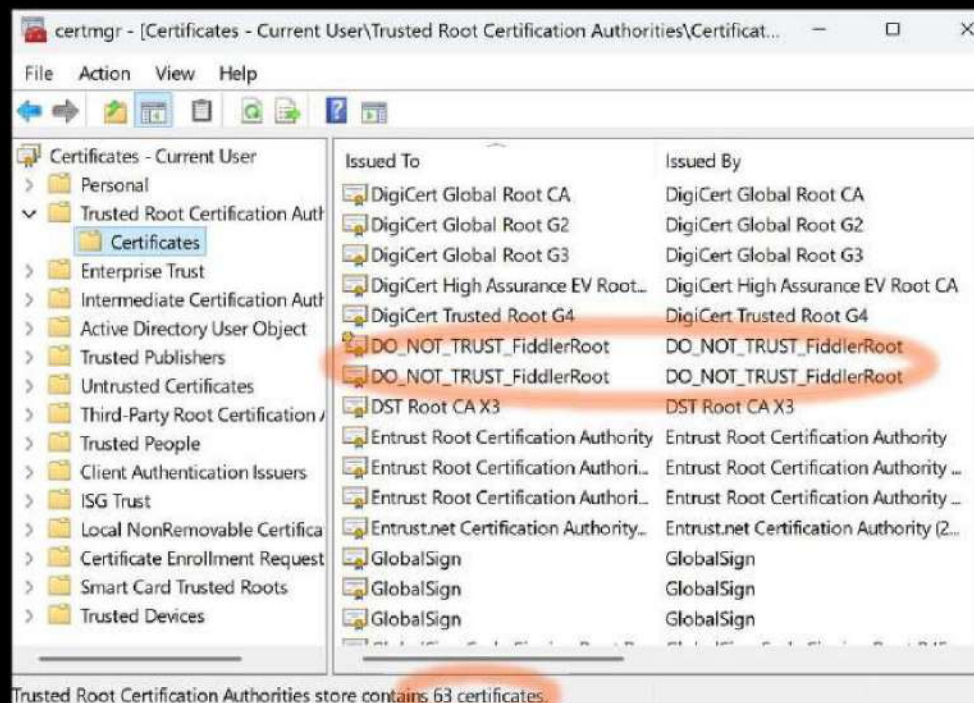 certmgr - [Certificates - Current User\Trusted Root Certification Authorities\Certificat...
File Action View Help
Certificates - Current User
Personal
Trusted Root Certification Auth
Certificates
Enterprise Trust
Intermediate Certification Auth
Active Directory User Object
Trusted Publishers
Untrusted Certificates
Third-Party Root Certification
Trusted People
Client Authentication Issuers
ISG Trust
Local NonRemovable Certifica
Certificate Enrollment Request
Smart Card Trusted Roots
Trusted Devices
Issued To Issued By
DigiCert Global Root CA DigiCert Global Root CA
DigiCert Global Root G2 DigiCert Global Root G2
DigiCert Global Root G3 DigiCert Global Root G3
DigiCert High Assurance EV Root... DigiCert High Assurance EV Root CA
DigiCert Trusted Root G4 DigiCert Trusted Root G4
DO_NOT_TRUST_FiddlerRoot DO_NOT_TRUST_FiddlerRoot
DO_NOT_TRUST_FiddlerRoot DO_NOT_TRUST_FiddlerRoot
DST Root CA X3 DST Root CA X3
Entrust Root Certification Authority Entrust Root Certification Authority
Entrust Root Certification Authori... Entrust Root Certification Authority ...
Entrust Root Certification Authori... Entrust Root Certification Authority ...
Entrust.net Certification Authority... Entrust.net Certification Authority (2...
GlobalSign GlobalSign
GlobalSign GlobalSign
GlobalSign GlobalSign
Trusted Root Certification Authorities store contains 63 certificates.